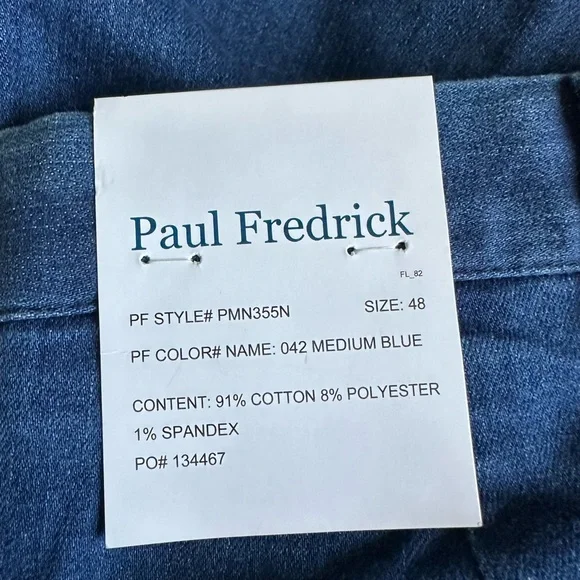 Paul Fredrick
FL_82
PF STYLE# PMN355N SIZE: 48
PF COLOR# NAME: 042 MEDIUM BLUE
CONTENT: 91% COTTON 8% POLYESTER
1% SPANDEX
PO# 134467